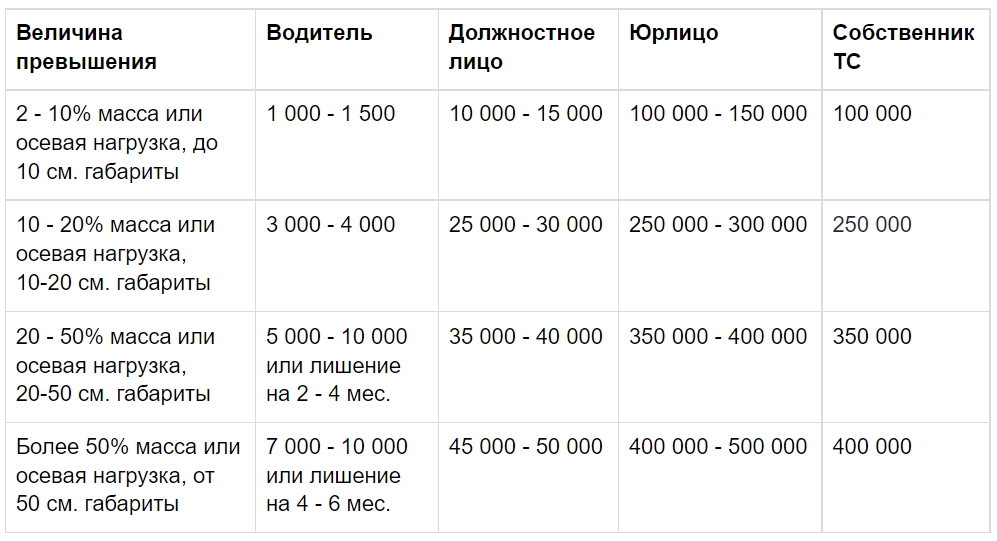 Величина
превышения
Водитель
Должностное
лицо
Юрлицо
Собственник
ТС
2 - 10% масса или
осевая нагрузка, до
10 см. габариты
1 000 - 1 500
10 000 - 15 000
100 000 - 150 000
100 000
10 - 20% масса или
осевая нагрузка,
10-20 см. габариты
3 000 - 4 000
25 000 - 30 000
250 000 - 300 000
250 000
20 - 50% масса или
осевая нагрузка,
20-50 см. габариты
5 000 - 10 000
или лишение
на 2 - 4 мес.
35 000 - 40 000
350 000 - 400 000
350 000
Более 50% масса или
осевая нагрузка, от
50 см. габариты
7 000 - 10 000
или лишение
на 4 - 6 мес.
45 000 - 50 000
400 000 - 500 000
400 000